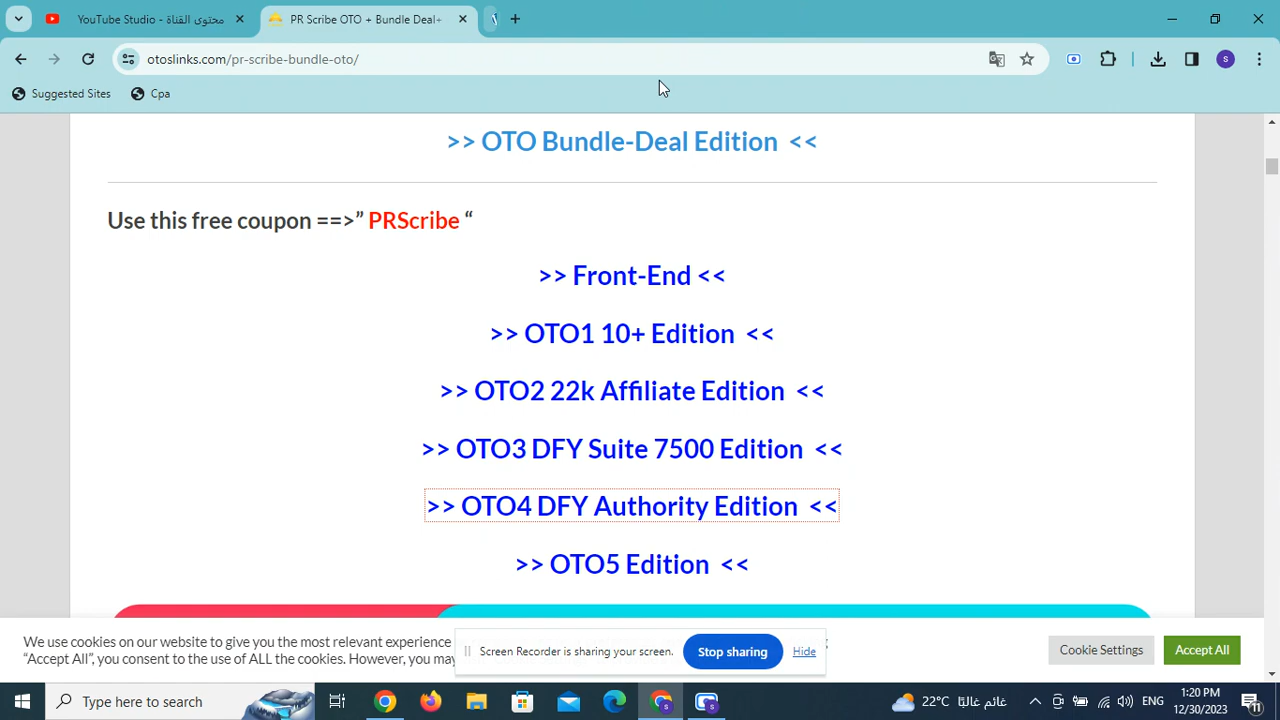 YouTube Studio - محتوى القناة
PR Scribe OTO + Bundle Deal+
otoslinks.com/pr-scribe-bundle-oto/
Suggested Sites
Cpa
>> OTO Bundle-Deal Edition <<
Use this free coupon ==>” PRScribe “
>> Front-End <<
>> OTO1 10+ Edition <<
>> OTO2 22k Affiliate Edition <<
>> OTO3 DFY Suite 7500 Edition <<
>> OTO4 DFY Authority Edition <<
>> OTO5 Edition <<
We use cookies on our website to give you the most relevant experience
“Accept All”, you consent to the use of ALL the cookies. However, you may
Screen Recorder is sharing your screen.
Stop sharing
Hide
Cookie Settings
Accept All
Type here to search
22°C غائم غالبًا
ENG
1:20 PM
12/30/2023
11